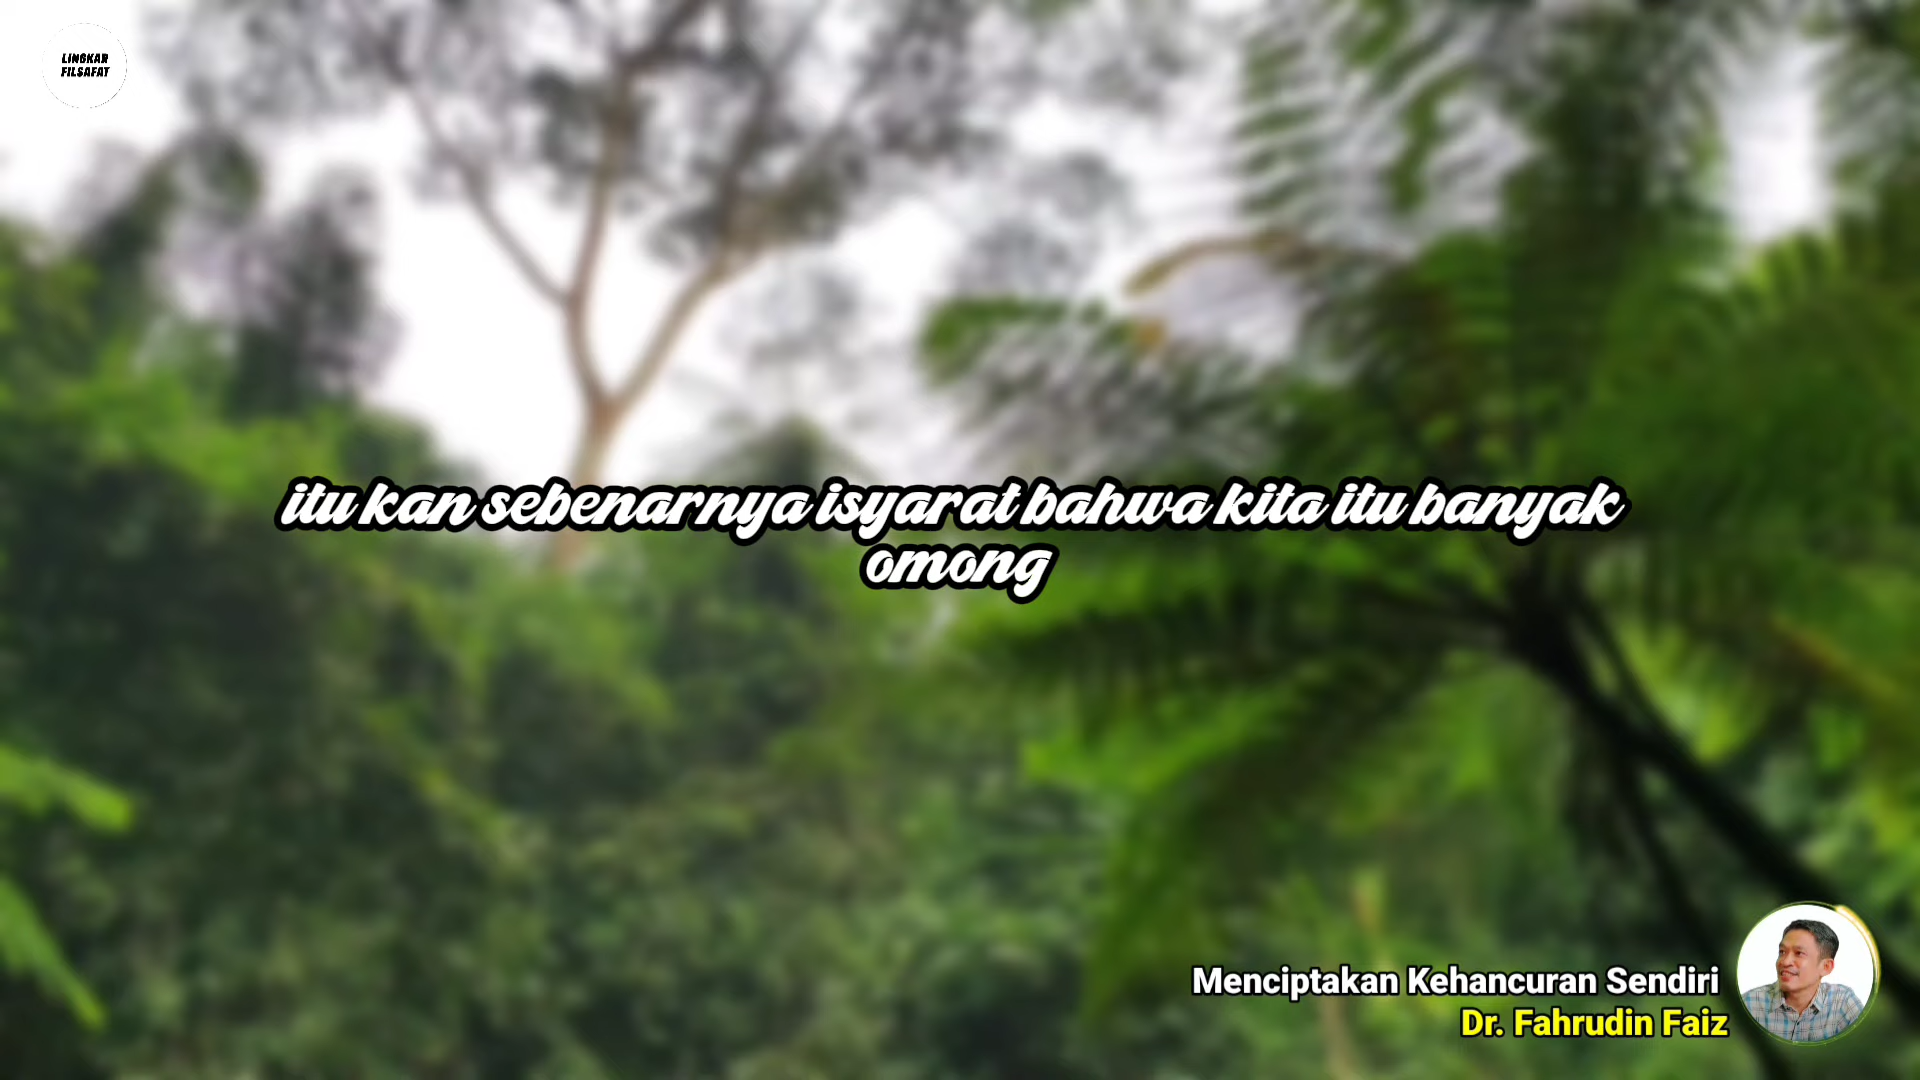 LINGKAR
FILSAFAT
itu kan sebenarnya isyarat bahwa kita itu banyak
omong
Menciptakan Kehancuran Sendiri
Dr. Fahrudin Faiz